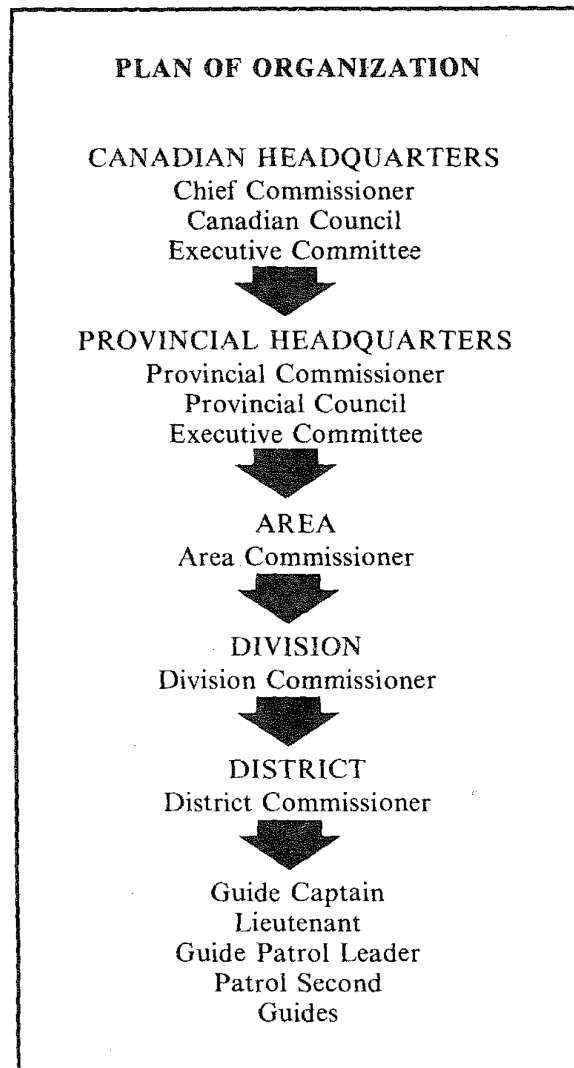 PLAN OF ORGANIZATION
CANADIAN HEADQUARTERS
Chief Commissioner
Canadian Council
Executive Committee
PROVINCIAL HEADQUARTERS
Provincial Commissioner
Provincial Council
Executive Committee
AREA
Area Commissioner
DIVISION
Division Commissioner
DISTRICT
District Commissioner
Guide Captain
Lieutenant
Guide Patrol Leader
Patrol Second
Guides